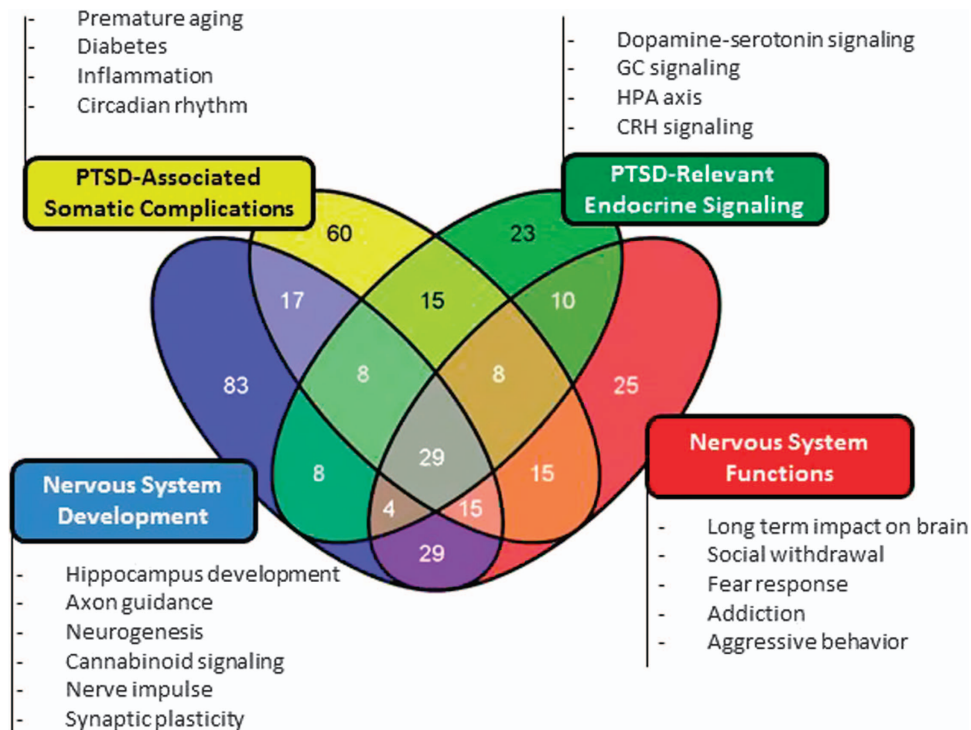 - Premature aging
- Diabetes
- Inflammation
- Circadian rhythm
- Dopamine-serotonin signaling
- GC signaling
- HPA axis
- CRH signaling
PTSD-Associated
Somatic Complications
PTSD-Relevant
Endocrine Signaling
60
23
17
15
10
83
8
8
25
29
8
15
4
15
29
Nervous System
Development
Nervous System
Functions
- Hippocampus development
- Axon guidance
- Neurogenesis
- Cannabinoid signaling
- Nerve impulse
- Synaptic plasticity
- Long term impact on brain
- Social withdrawal
- Fear response
- Addiction
- Aggressive behavior